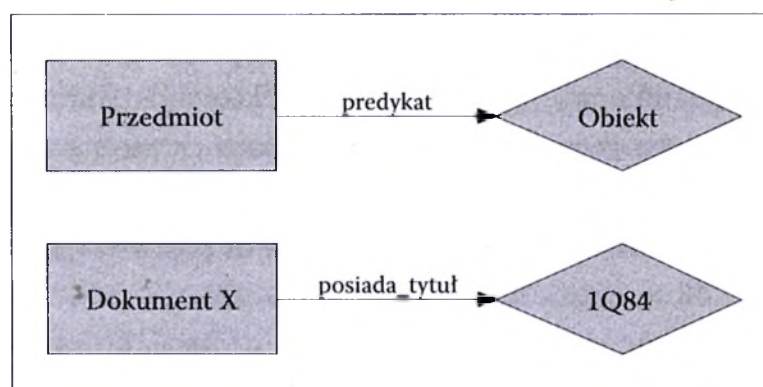 Przedmiot predykat Obiekt
Dokument X posiada_tytuł 1Q84